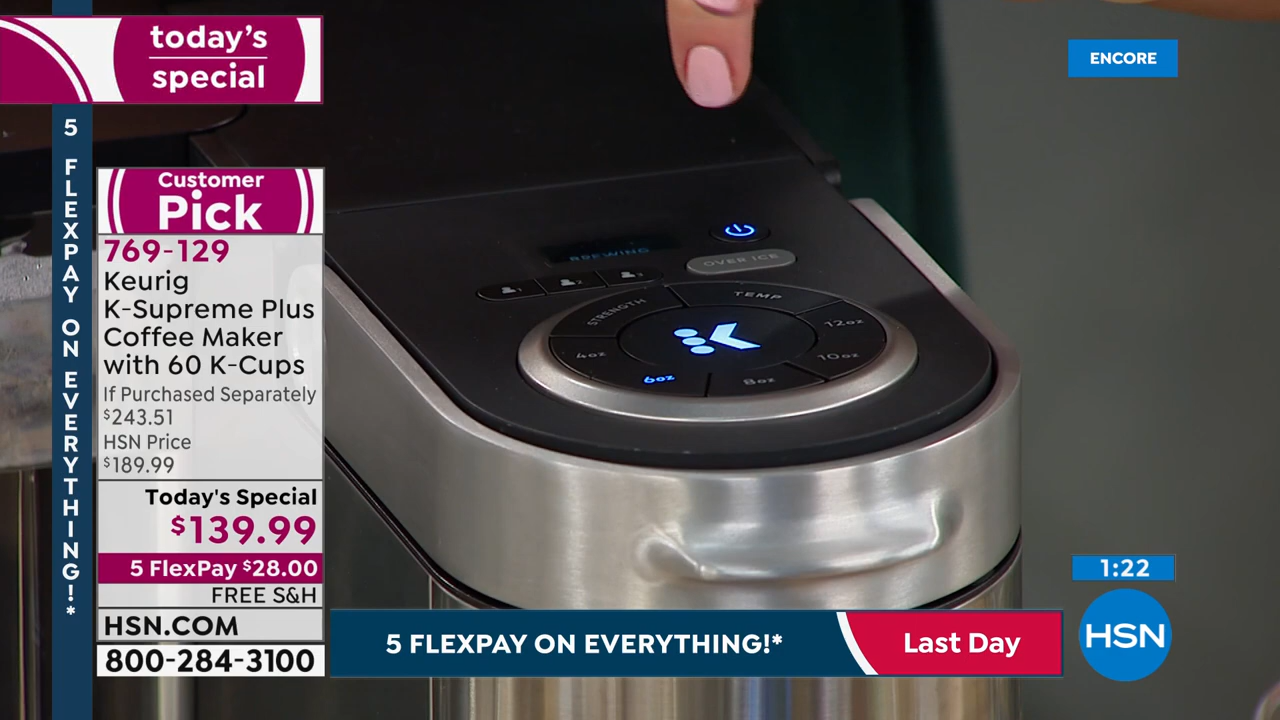 today's
special
ENCORE
5 FLEXPAY ON EVERYTHING!*
Customer
Pick
769-129
Keurig
K-Supreme Plus
Coffee Maker
with 60 K-Cups
If Purchased Separately
$243.51
HSN Price
$189.99
Today's Special
$139.99
5 FlexPay $28.00
FREE S&H
HSN.COM
800-284-3100
BREWING
OVER ICE
1
2
3
STRENGTH
TEMP
4oz
6oz
8oz
10oz
12oz
5 FLEXPAY ON EVERYTHING!*
Last Day
1:22
HSN